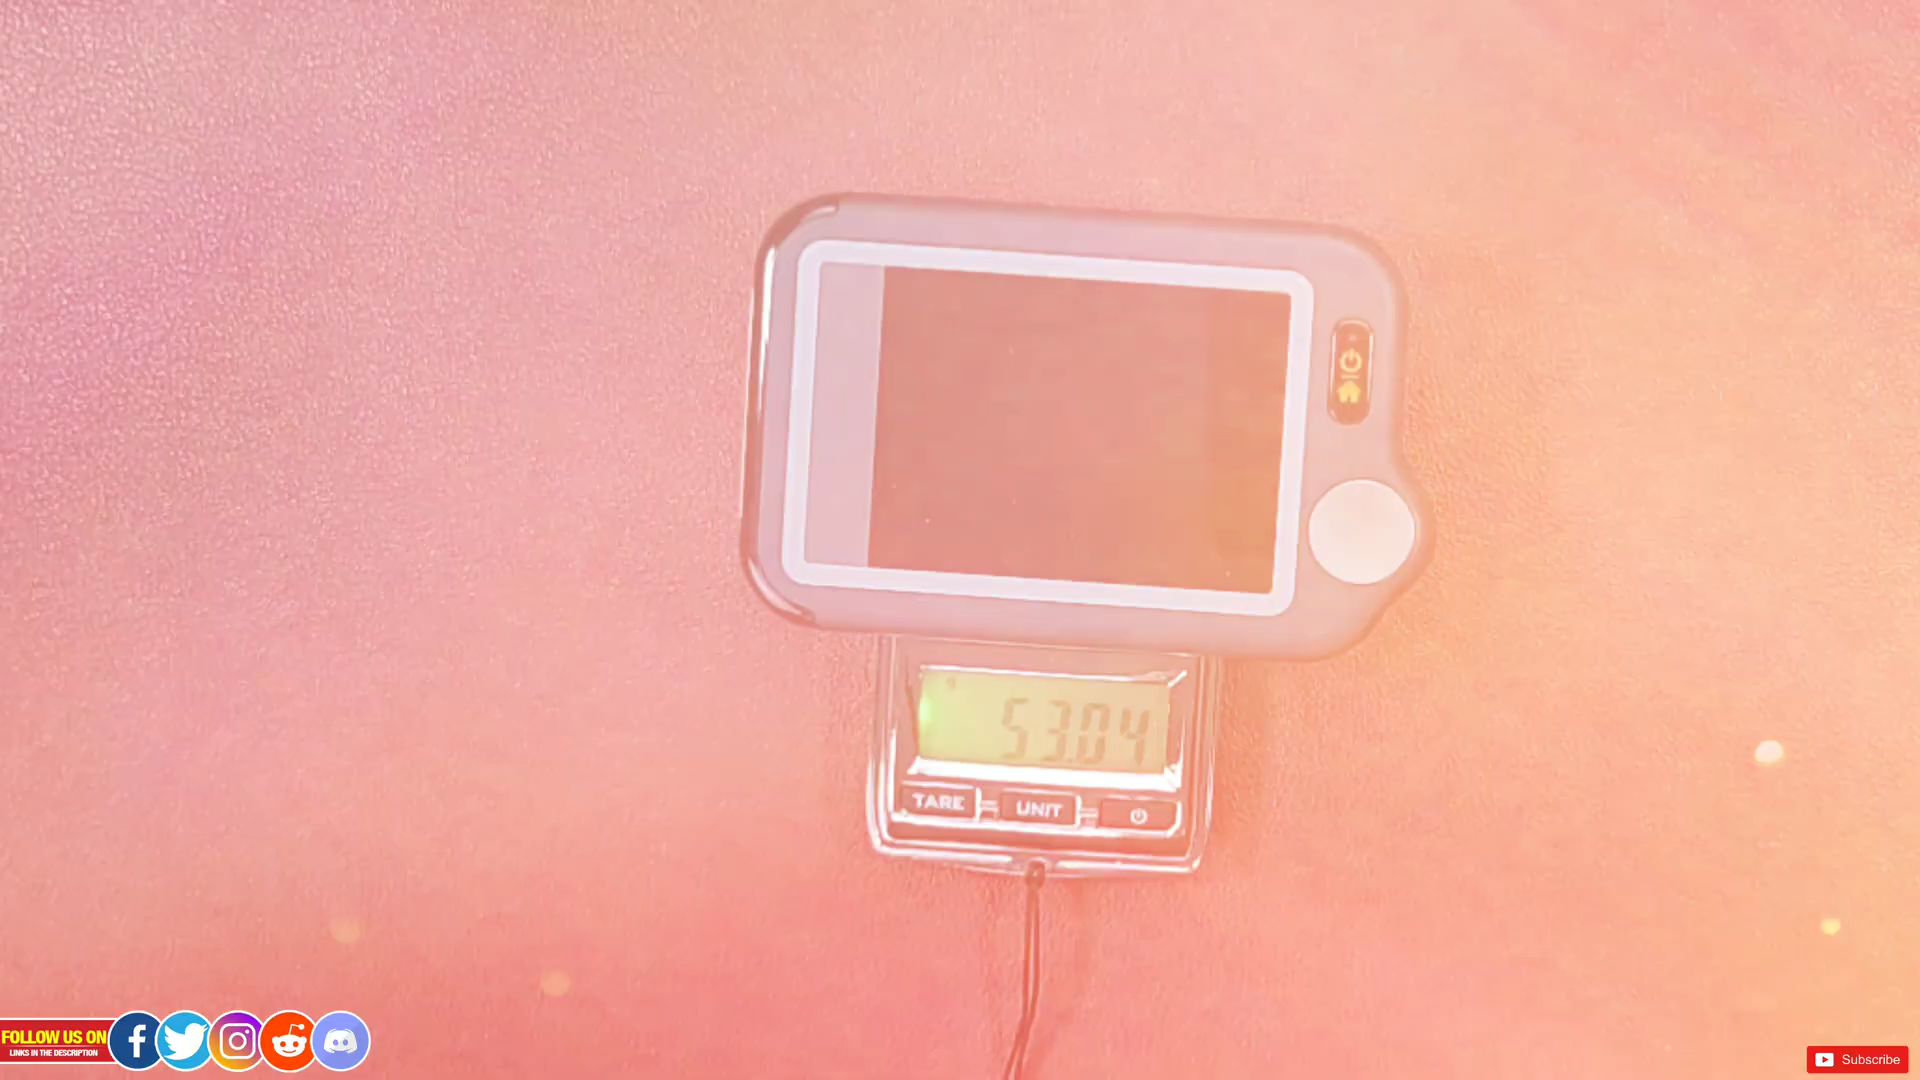 53.04
TARE
UNIT
FOLLOW US ON
LINKS IN THE DESCRIPTION
Subscribe